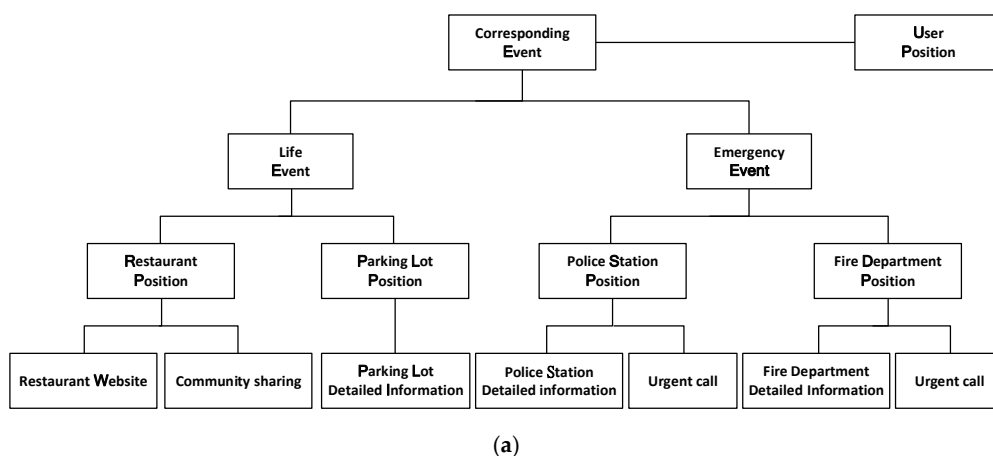 Corresponding
Event
User
Position
Life
Event
Emergency
Event
Restaurant
Position
Parking Lot
Position
Police Station
Position
Fire Department
Position
Restaurant Website
Community sharing
Parking Lot
Detailed Information
Police Station
Detailed information
Urgent call
Fire Department
Detailed Information
Urgent call
(a)